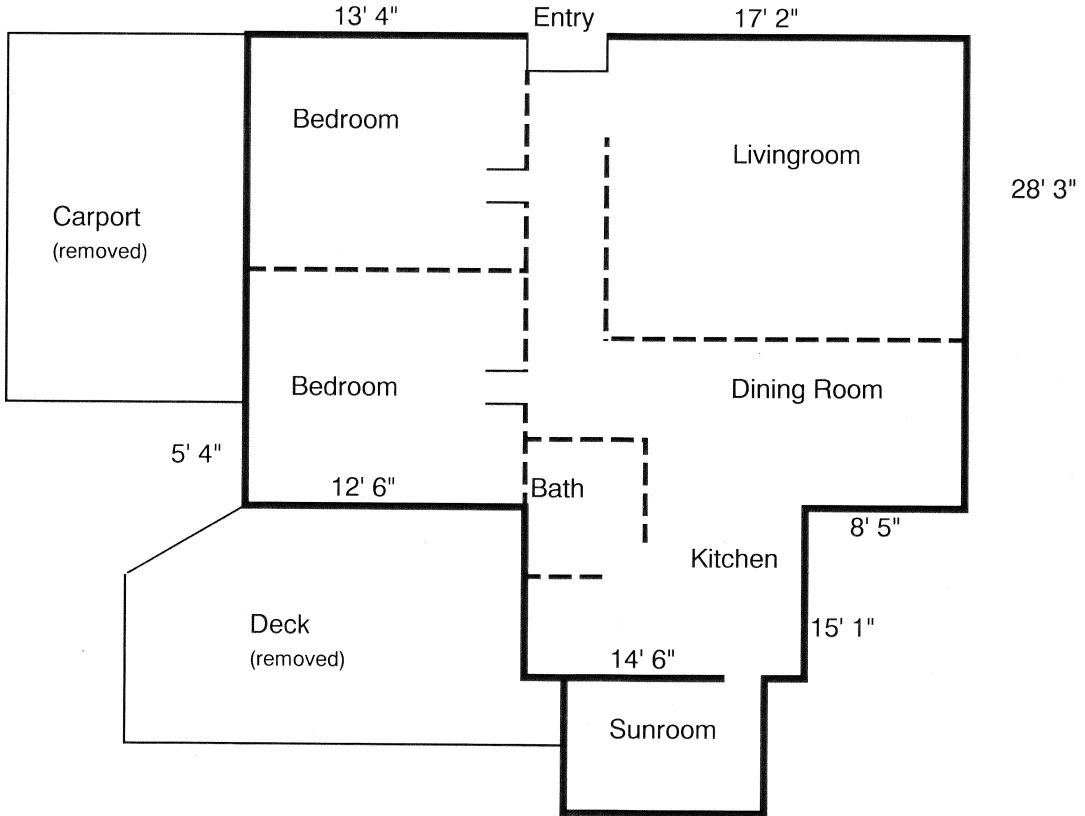 13' 4"
Entry
17' 2"
Bedroom
Livingroom
28' 3"
Carport
(removed)
Bedroom
Dining Room
5' 4"
12' 6"
Bath
8' 5"
Kitchen
Deck
(removed)
15' 1"
14' 6"
Sunroom